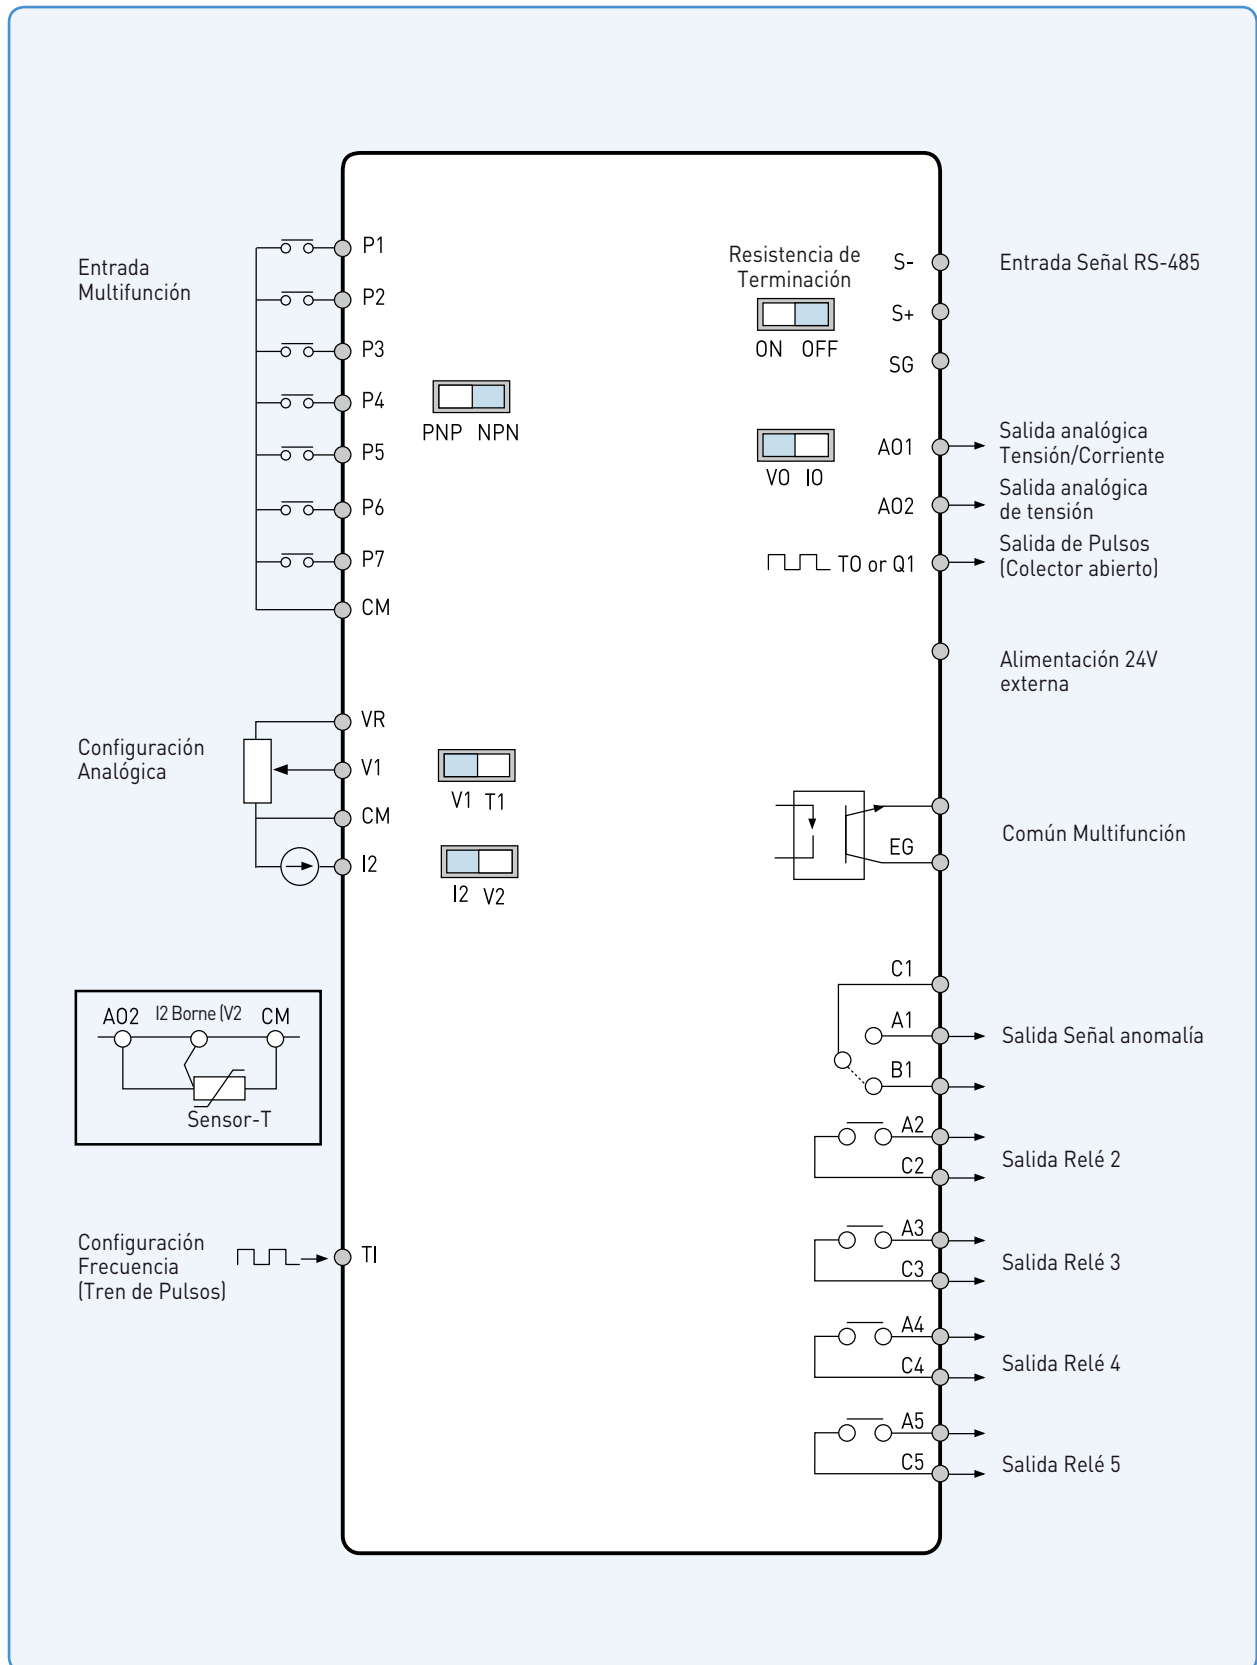 Entrada
Multifunción
P1
P2
P3
P4
P5
P6
P7
CM
PNP NPN
Resistencia de
Terminación
ON OFF
S-
S+
SG
Entrada Señal RS-485
VO IO
AO1
Salida analógica
Tensión/Corriente
AO2
Salida analógica
de tensión
TO or Q1
Salida de Pulsos
(Colector abierto)
Alimentación 24V
externa
Configuración
Analógica
VR
V1
CM
I2
V1 T1
I2 V2
EG
Común Multifunción
AO2 I2 Borne (V2 CM
Sensor-T
C1
A1
B1
Salida Señal anomalía
A2
C2
Salida Relé 2
Configuración
Frecuencia
(Tren de Pulsos)
TI
A3
C3
Salida Relé 3
A4
C4
Salida Relé 4
A5
C5
Salida Relé 5